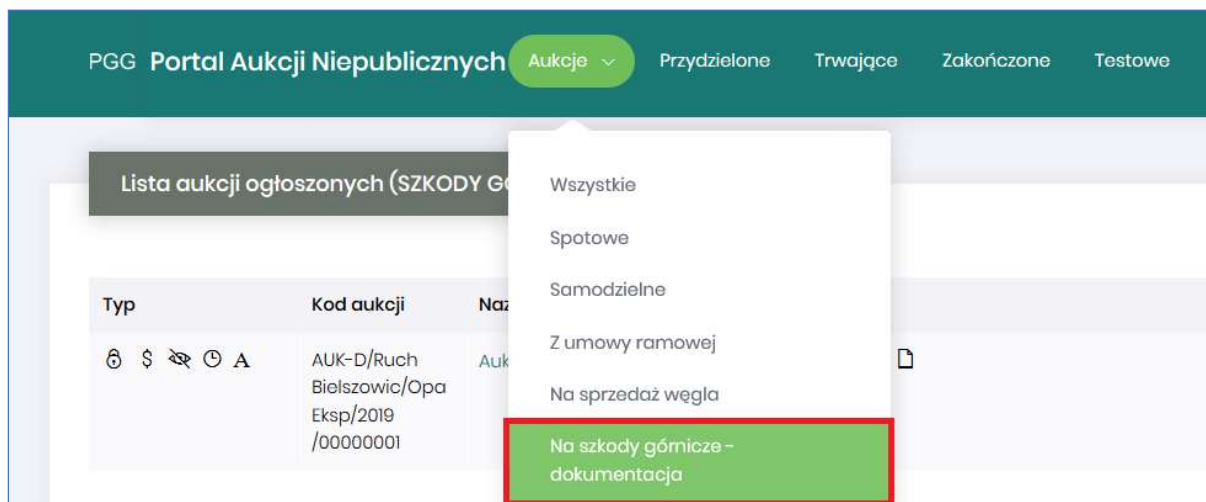 PGG Portal Aukcji Niepublicznych Aukcje Przydzielone Trwające Zakończone Testowe
Lista aukcji ogłoszonych (SZKODY
Wszystkie
Spotowe
Samodzielne
Z umowy ramowej
Na sprzedaż węgla
Na szkody górnicze -
dokumentacja
Typ Kod aukcji
$ A AUK-D/Ruch
Bielszowic/Opa
Eksp/2019
/00000001